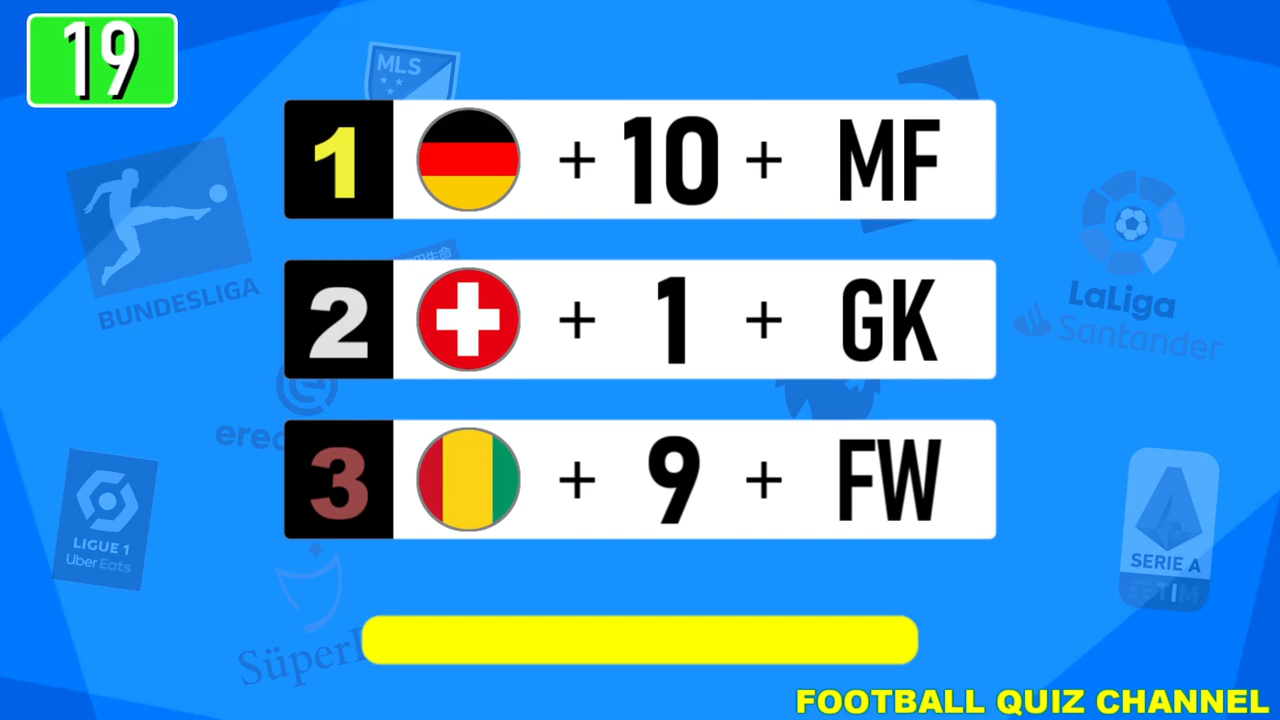 19
MLS
1 + 10 + MF
BUNDESLIGA
2 + 1 + GK
LaLiga
Santander
3 + 9 + FW
LIGUE 1
Uber Eats
SERIE A
TIM
FOOTBALL QUIZ CHANNEL